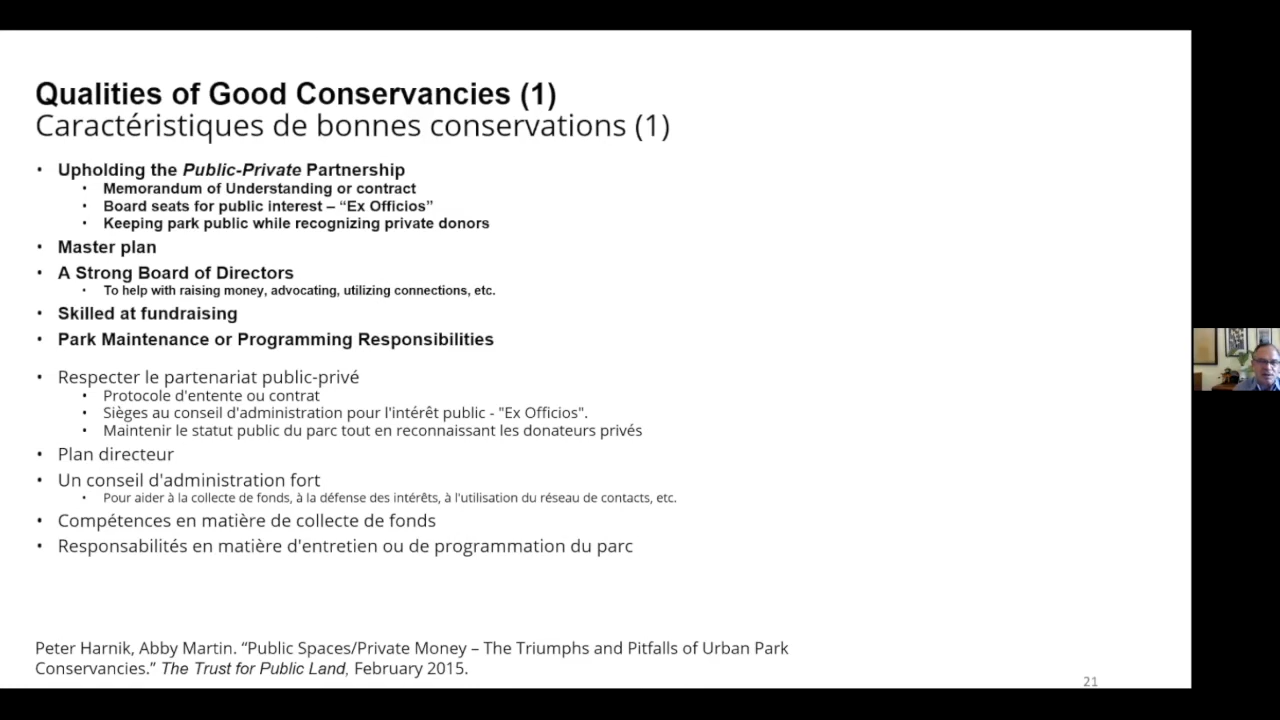 Qualities of Good Conservancies (1)
Caractéristiques de bonnes conservations (1)
• Upholding the Public-Private Partnership
• Memorandum of Understanding or contract
• Board seats for public interest – “Ex Officios”
• Keeping park public while recognizing private donors
• Master plan
• A Strong Board of Directors
• To help with raising money, advocating, utilizing connections, etc.
• Skilled at fundraising
• Park Maintenance or Programming Responsibilities
• Respecter le partenariat public-privé
• Protocole d'entente ou contrat
• Sièges au conseil d'administration pour l'intérêt public - "Ex Officios".
• Maintenir le statut public du parc tout en reconnaissant les donateurs privés
• Plan directeur
• Un conseil d'administration fort
• Pour aider à la collecte de fonds, à la défense des intérêts, à l'utilisation du réseau de contacts, etc.
• Compétences en matière de collecte de fonds
• Responsabilités en matière d'entretien ou de programmation du parc
Peter Harnik, Abby Martin. “Public Spaces/Private Money – The Triumphs and Pitfalls of Urban Park
Conservancies.” The Trust for Public Land, February 2015.
21